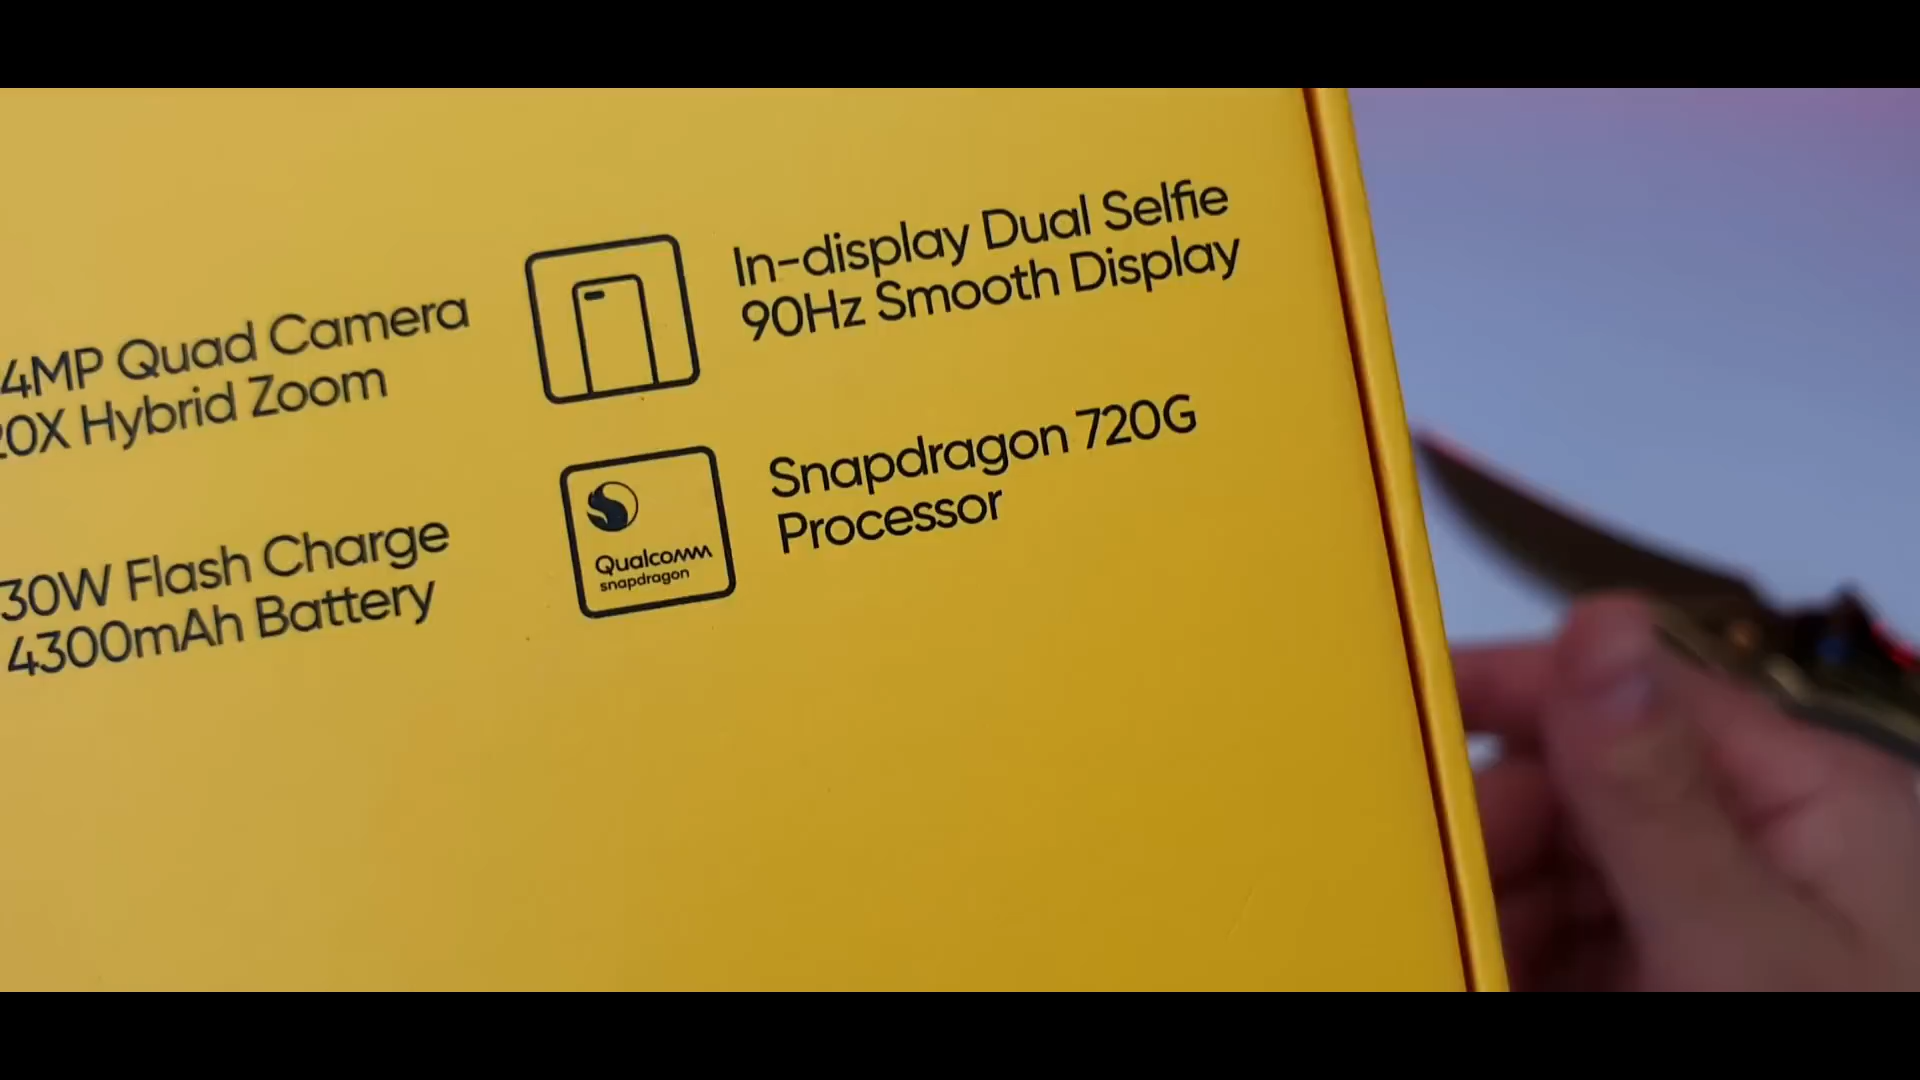 4MP Quad Camera
0X Hybrid Zoom
30W Flash Charge
4300mAh Battery
In-display Dual Selfie
90Hz Smooth Display
Qualcomm
snapdragon
Snapdragon 720G
Processor